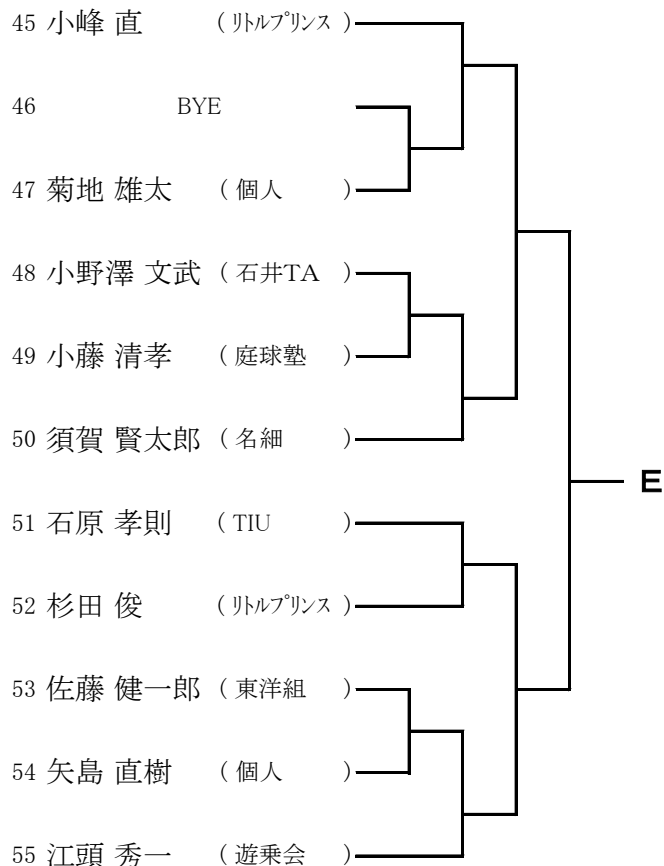 45 小峰 直 ( リトルプリンス )
46 BYE
47 菊地 雄太 ( 個人 )
48 小野澤 文武 ( 石井TA )
49 小藤 清孝 ( 庭球塾 )
50 須賀 賢太郎 ( 名細 )
E
51 石原 孝則 ( TIU )
52 杉田 俊 ( リトルプリンス )
53 佐藤 健一郎 ( 東洋組 )
54 矢島 直樹 ( 個人 )
55 江頭 秀一 ( 遊乗会 )